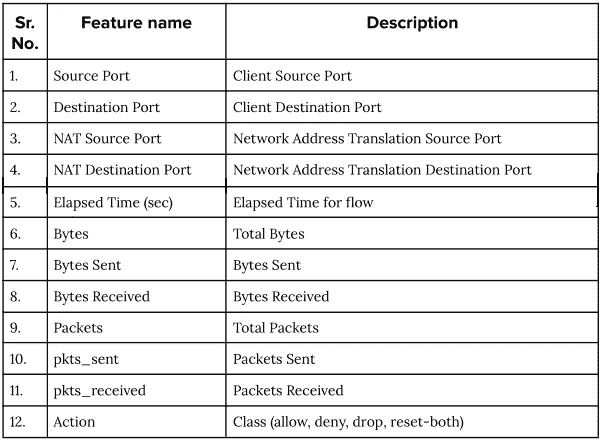 Sr. No. Feature name Description
1. Source Port Client Source Port
2. Destination Port Client Destination Port
3. NAT Source Port Network Address Translation Source Port
4. NAT Destination Port Network Address Translation Destination Port
5. Elapsed Time (sec) Elapsed Time for flow
6. Bytes Total Bytes
7. Bytes Sent Bytes Sent
8. Bytes Received Bytes Received
9. Packets Total Packets
10. pkts_sent Packets Sent
11. pkts_received Packets Received
12. Action Class (allow, deny, drop, reset-both)